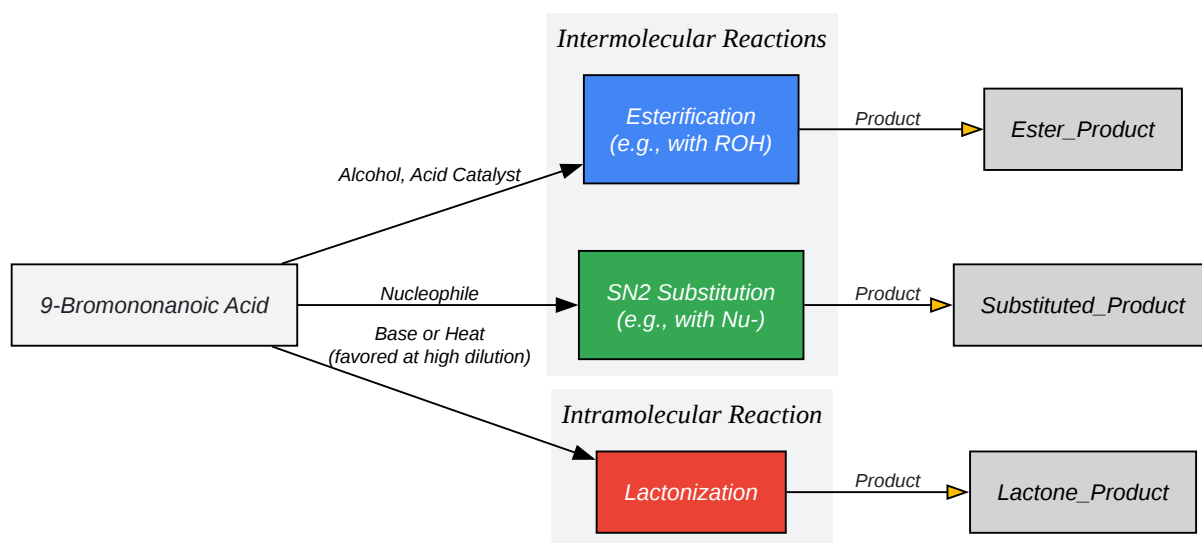 Intermolecular Reactions
Esterification
(e.g., with ROH)
Product
Ester_Product
Alcohol, Acid Catalyst
9-Bromononanoic Acid
Nucleophile
SN2 Substitution
(e.g., with Nu-)
Product
Substituted_Product
Base or Heat
(favored at high dilution)
Intramolecular Reaction
Lactonization
Product
Lactone_Product